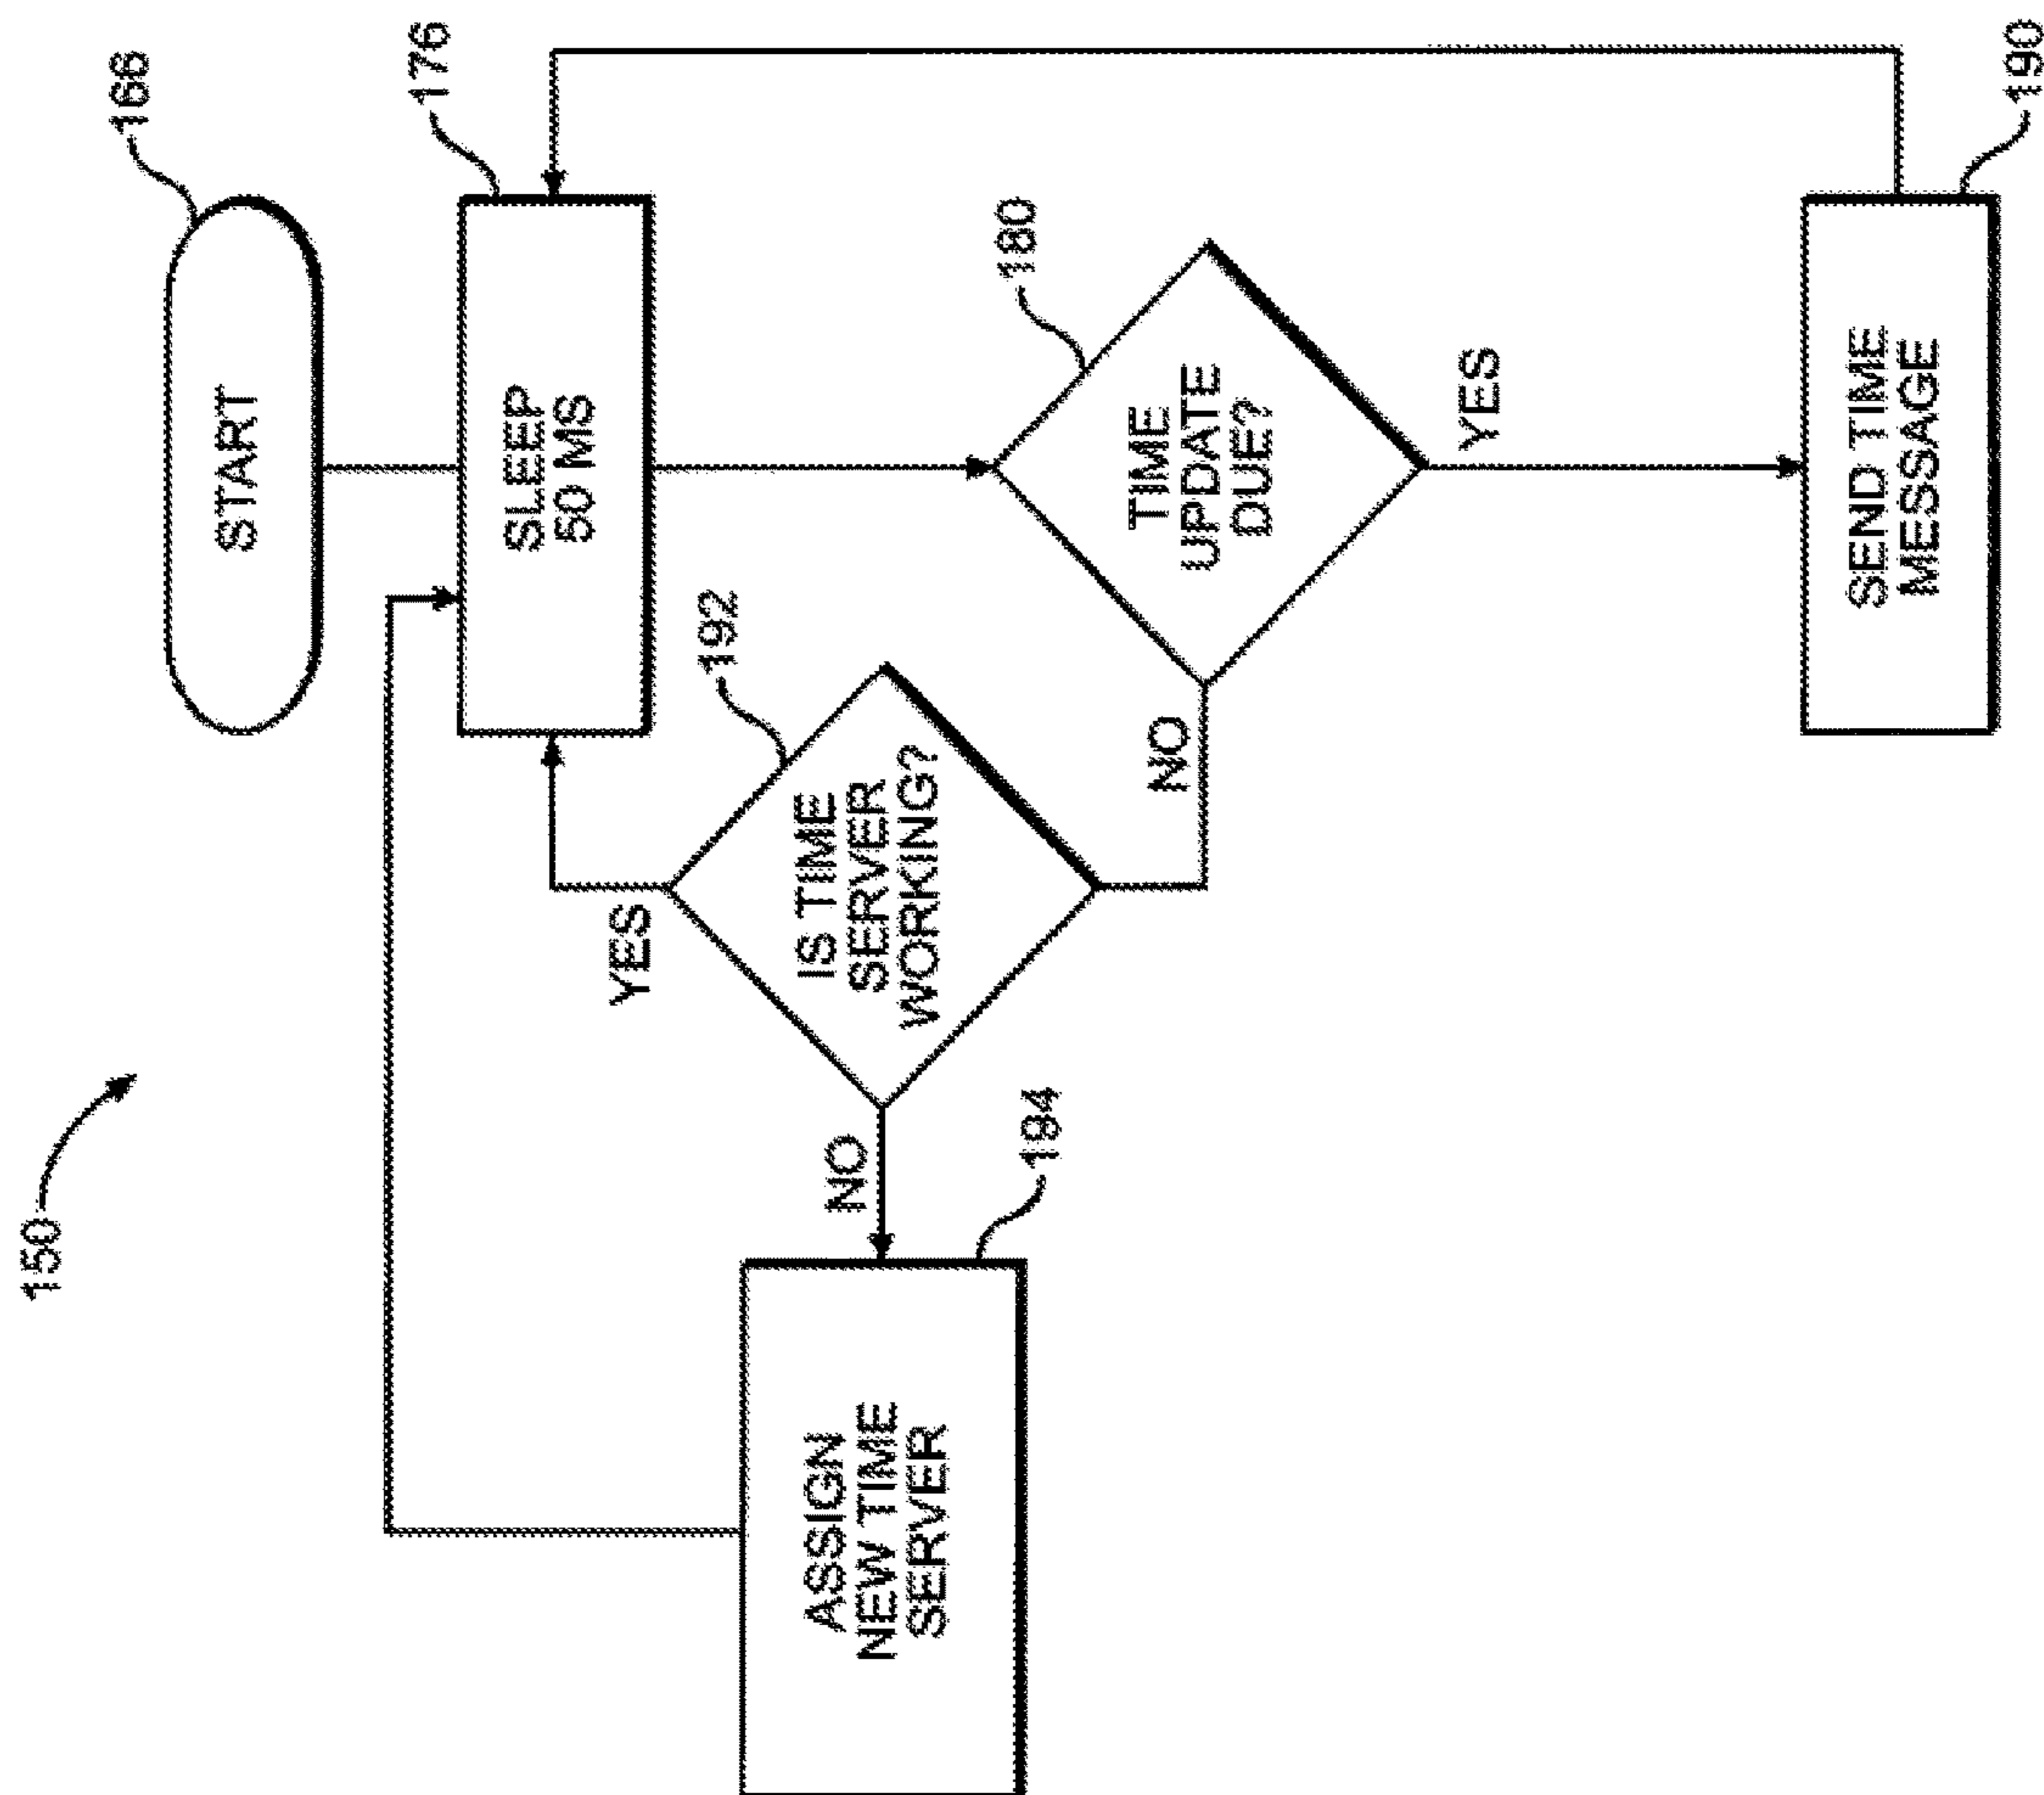 150
166
START
176
SLEEP
50 MS
180
TIME
UPDATE
DUE?
YES
NO
192
IS TIME
SERVER
WORKING?
YES
NO
194
ASSIGN
NEW TIME
SERVER
190
SEND TIME
MESSAGE